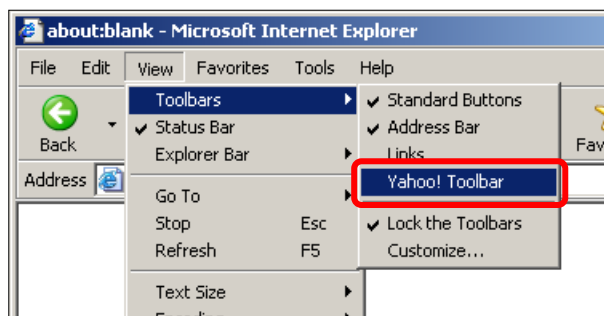 about:blank - Microsoft Internet Explorer
File Edit View Favorites Tools Help
Back
Address
Toolbars
Status Bar
Explorer Bar
Go To
Stop Esc
Refresh F5
Text Size
Standard Buttons
Address Bar
Links
Yahoo! Toolbar
Lock the Toolbars
Customize...
Fav